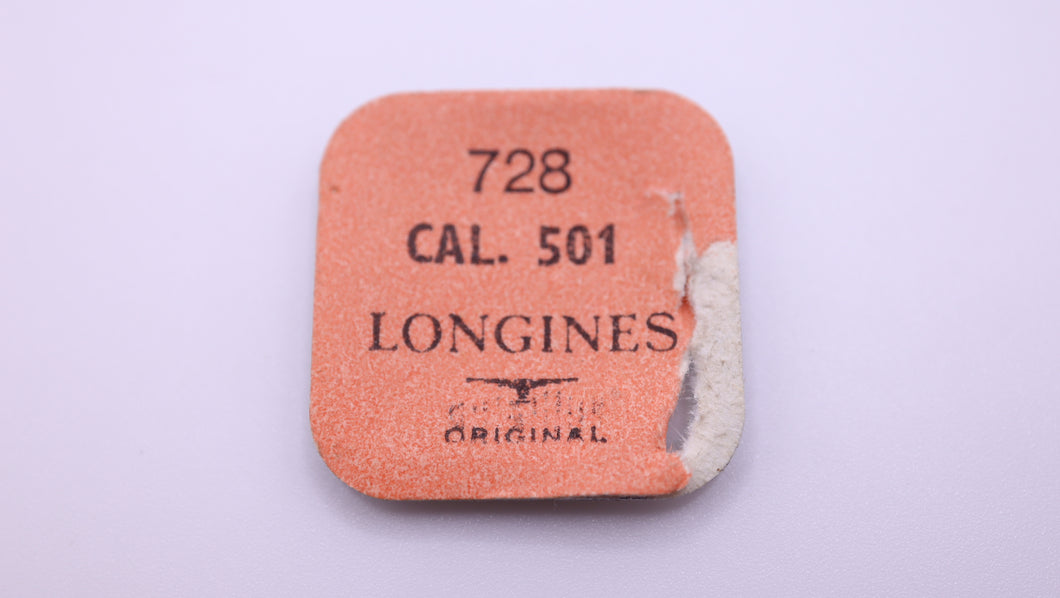 728
CAL. 501
LONGINES
ORIGINAL